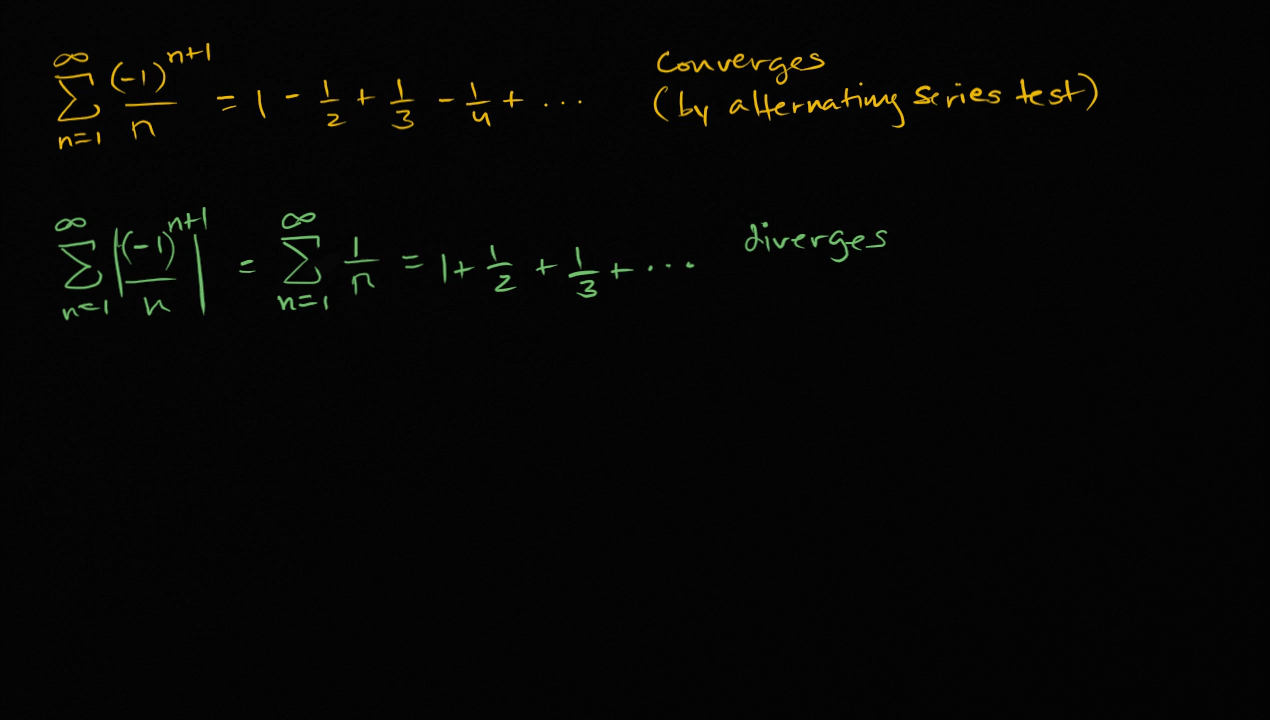 ∞∑n=1 (-1)^(n+1)/n = 1 - 1/2 + 1/3 - 1/4 + ...
Converges
(by alternating series test)
∞∑n=1 |(-1)^(n+1)/n| = ∞∑n=1 1/n = 1 + 1/2 + 1/3 + ...
diverges